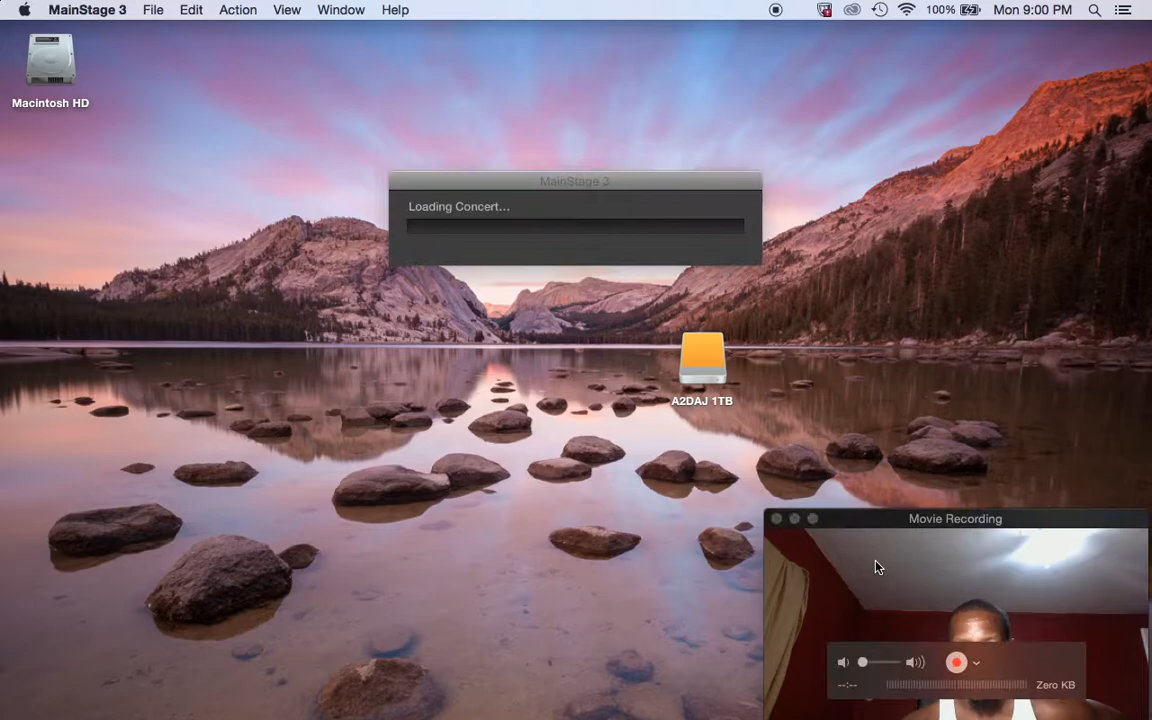 MainStage 3 File Edit Action View Window Help 100% Mon 9:00 PM
Macintosh HD
MainStage 3
Loading Concert...
A2DAJ 1TB
Movie Recording
--:-- Zero KB